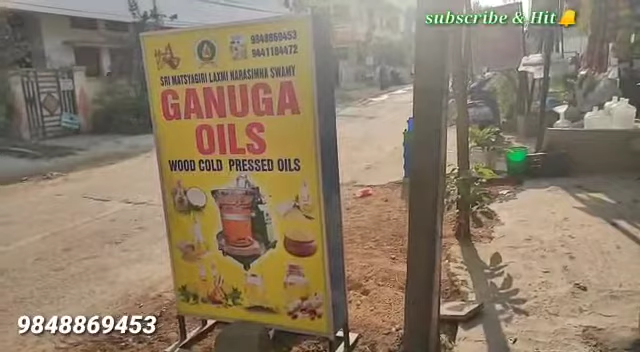 subscribe & Hit🔔
9848869453
9441184472
SRI MATSYAGIRI LAXMI NARASIMHA SWAMY
GANUGA
OILS
WOOD COLD PRESSED OILS
9848869453